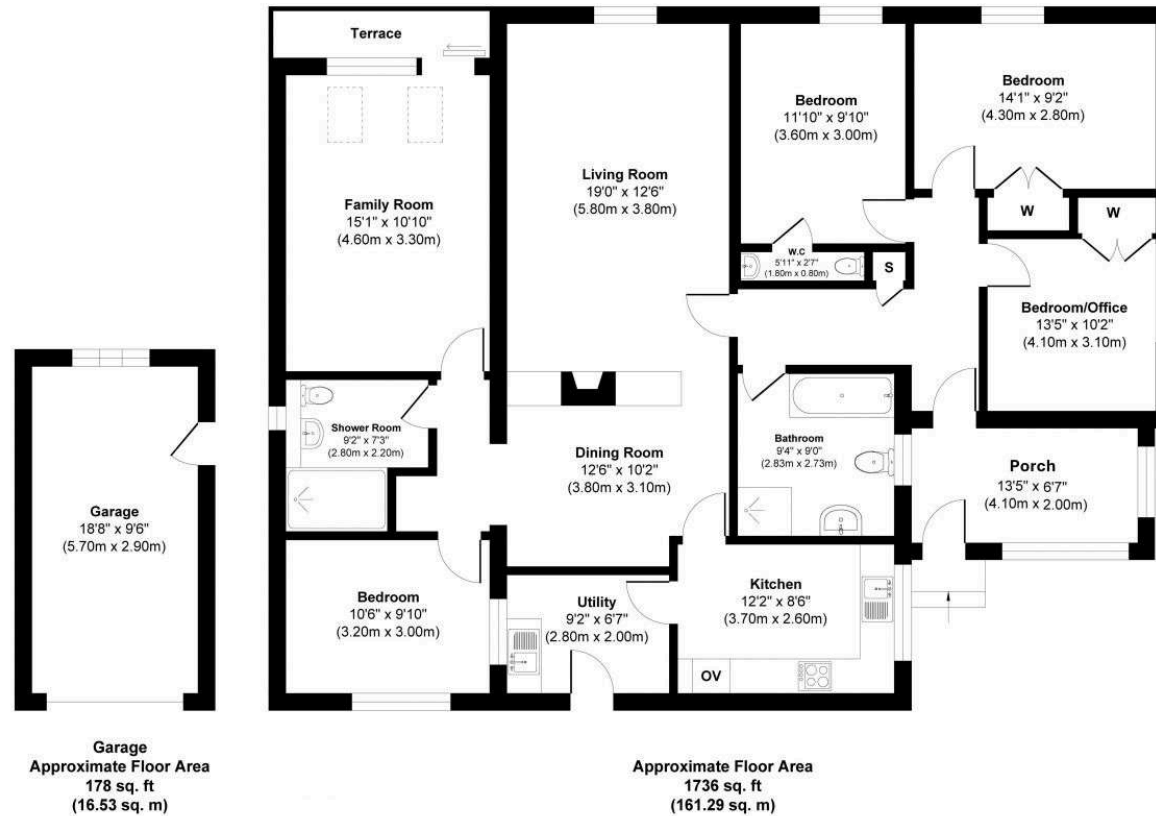 Terrace
Family Room
15'1" x 10'10"
(4.60m x 3.30m)
Living Room
19'0" x 12'6"
(5.80m x 3.80m)
Bedroom
11'10" x 9'10"
(3.60m x 3.00m)
Bedroom
14'1" x 9'2"
(4.30m x 2.80m)
W
W
W.C
5'11" x 2'7"
(1.80m x 0.80m)
S
Bedroom/Office
13'5" x 10'2"
(4.10m x 3.10m)
Shower Room
9'2" x 7'3"
(2.80m x 2.20m)
Dining Room
12'6" x 10'2"
(3.80m x 3.10m)
Bathroom
9'4" x 9'0"
(2.83m x 2.73m)
Porch
13'5" x 6'7"
(4.10m x 2.00m)
Garage
18'8" x 9'6"
(5.70m x 2.90m)
Bedroom
10'6" x 9'10"
(3.20m x 3.00m)
Utility
9'2" x 6'7"
(2.80m x 2.00m)
Kitchen
12'2" x 8'6"
(3.70m x 2.60m)
OV
Garage
Approximate Floor Area
178 sq. ft
(16.53 sq. m)
Approximate Floor Area
1736 sq. ft
(161.29 sq. m)